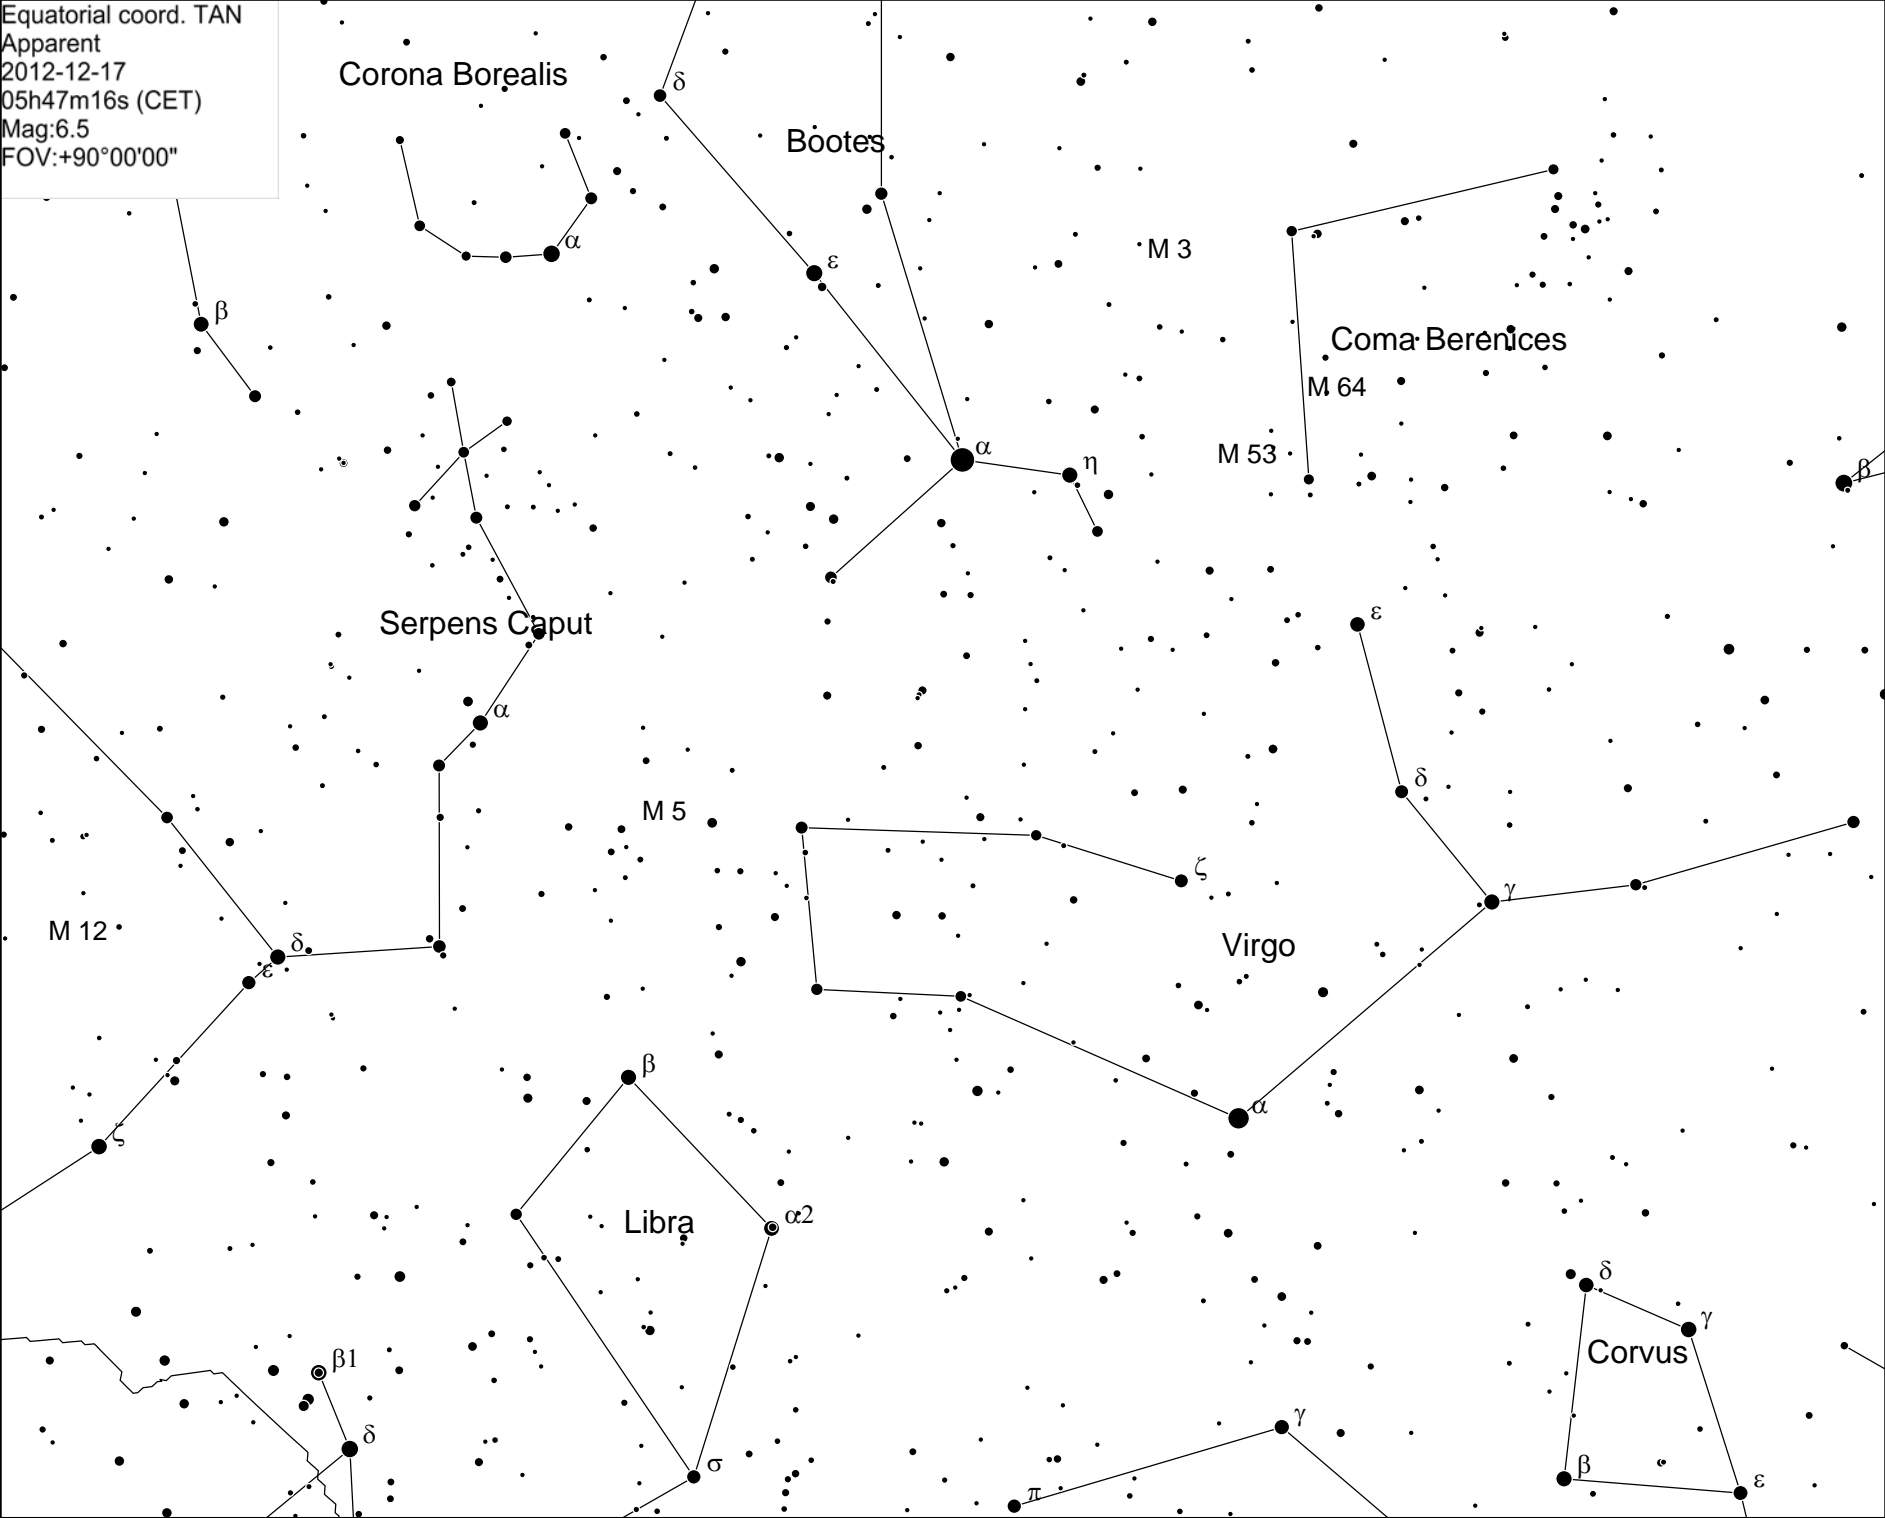 Equatorial coord. TAN
Apparent
2012-12-17
05h47m16s (CET)
Mag:6.5
FOV:+90°00'00"
Corona Borealis
δ
Bootes
α
ε
M 3
β
Coma Berenices
M 64
α
M 53
η
β
ε
Serpens Caput
α
δ
M 5
ζ
γ
M 12
δ
ε
Virgo
β
α
ζ
Libra
α2
δ
γ
Corvus
β1
δ
γ
σ
β
ε
π